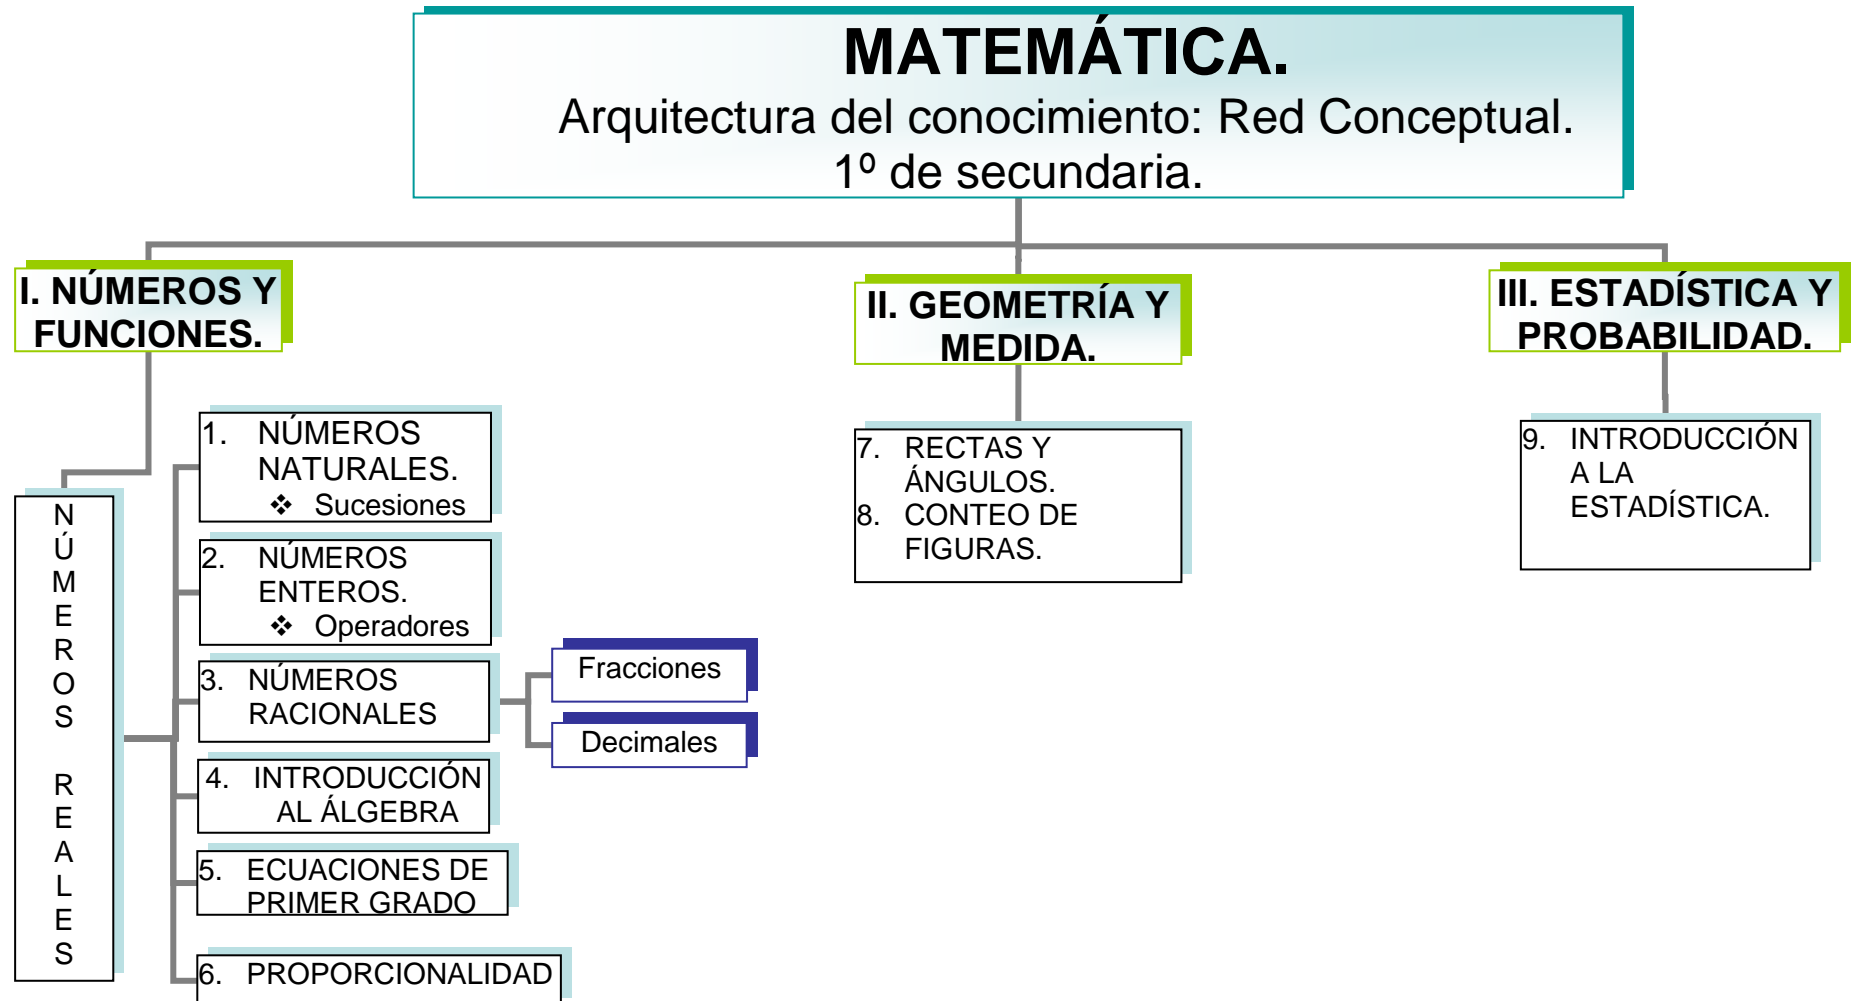 MATEMÁTICA.
Arquitectura del conocimiento: Red Conceptual.
1º de secundaria.
I. NÚMEROS Y
FUNCIONES.
N
Ú
M
E
R
O
S
R
E
A
L
E
S
1. NÚMEROS
NATURALES.
❖ Sucesiones
2. NÚMEROS
ENTEROS.
❖ Operadores
3. NÚMEROS
RACIONALES
Fracciones
Decimales
4. INTRODUCCIÓN
AL ÁLGEBRA
5. ECUACIONES DE
PRIMER GRADO
6. PROPORCIONALIDAD
II. GEOMETRÍA Y
MEDIDA.
7. RECTAS Y
ÁNGULOS.
8. CONTEO DE
FIGURAS.
III. ESTADÍSTICA Y
PROBABILIDAD.
9. INTRODUCCIÓN
A LA
ESTADÍSTICA.